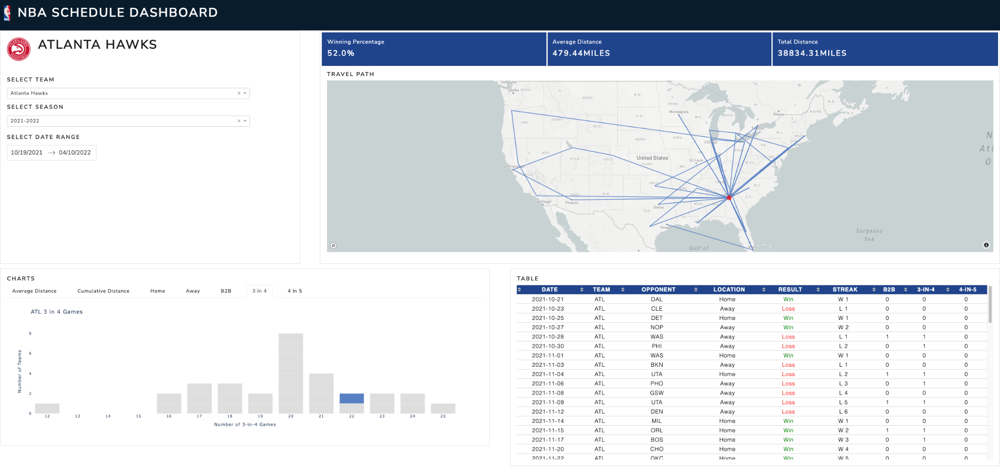 NBA SCHEDULE DASHBOARD
ATLANTA HAWKS
SELECT TEAM
Atlanta Hawks × 
SELECT SEASON
2021-2022 ×
SELECT DATE RANGE
10/19/2021 → 04/10/2022
Winning Percentage
52.0%
Average Distance
479.44MILES
Total Distance
38834.31MILES
TRAVEL PATH
Vancouver
Seattle WASH.
MONT.
N.D.
MINN.
Minneapolis
Ottawa
N.B.
MAINE
N.S.
ORE.
IDAHO
WYO.
S.D.
WIS.
MICH.
Toronto
VT.
N.Y.
MASS.
CONN.
NEBR.
IOWA
Chicago
PA.
OHIO
NEV.
UTAH
COLO.
United States
KANS.
St. Louis
MO.
W.VA.
San Francisco
CALIF.
ARIZ.
N.M.
OKLA.
ARK.
TENN.
N.C.
S.C.
San Diego
Phoenix
Dallas
TEX.
MISS.
ALA.
LA.
Houston
Miami
Gulf of
Sargasso
Sea
N
Atl
O
CHARTS
Average Distance Cumulative Distance Home Away B2B 3 In 4 4 In 5
ATL 3 in 4 Games
Number of Teams
8
6
4
2
0
12 13 14 15 16 17 18 19 20 21 22 23 24 25
Number of 3-in-4 Games
TABLE
DATE TEAM OPPONENT LOCATION RESULT STREAK B2B 3-IN-4 4-IN-5
2021-10-21 ATL DAL Home Win W 1 0 0 0
2021-10-23 ATL CLE Away Loss L 1 0 0 0
2021-10-25 ATL DET Home Win W 1 0 0 0
2021-10-27 ATL NOP Away Win W 2 0 0 0
2021-10-28 ATL WAS Away Loss L 1 1 1 0
2021-10-30 ATL PHI Away Loss L 2 0 1 0
2021-11-01 ATL WAS Home Win W 1 0 0 0
2021-11-03 ATL BKN Away Loss L 1 0 0 0
2021-11-04 ATL UTA Home Loss L 2 1 1 0
2021-11-06 ATL PHO Away Loss L 3 0 1 0
2021-11-08 ATL GSW Away Loss L 4 0 0 0
2021-11-09 ATL UTA Away Loss L 5 1 1 0
2021-11-12 ATL DEN Away Loss L 6 0 0 0
2021-11-14 ATL MIL Home Win W 1 0 0 0
2021-11-15 ATL ORL Home Win W 2 1 1 0
2021-11-17 ATL BOS Home Win W 3 0 1 0
2021-11-20 ATL CHO Home Win W 4 0 0 0
2021-11-22 ATL OKC Home Win W 5 0 0 0